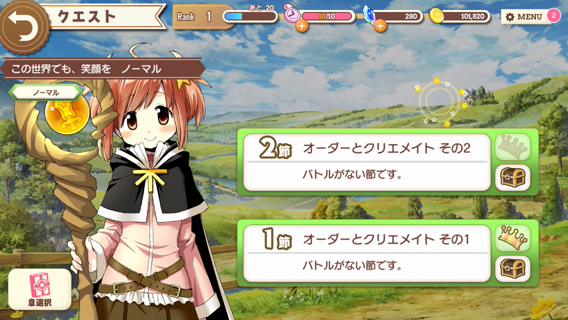 クエスト
Rank 1
あと 20
10/10
280
101,820
MENU 2
この世界でも、笑顔を ノーマル
ノーマル
2節 オーダーとクリエメイト その2
バトルがない節です。
1節 オーダーとクリエメイト その1
バトルがない節です。
章選択